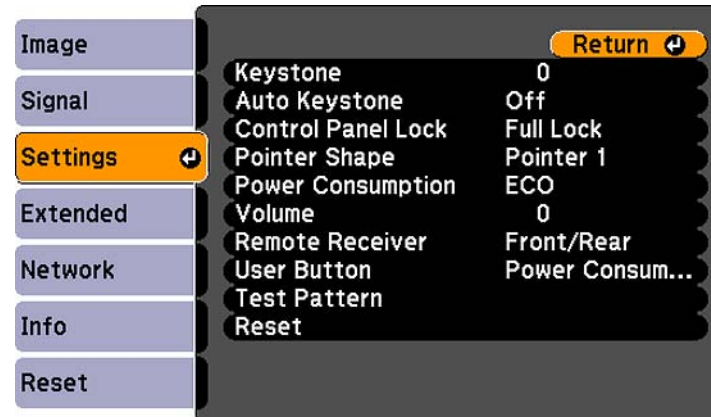 Image
Signal
Settings
Extended
Network
Info
Reset
Return
Keystone 0
Auto Keystone Off
Control Panel Lock Full Lock
Pointer Shape Pointer 1
Power Consumption ECO
Volume 0
Remote Receiver Front/Rear
User Button Power Consum...
Test Pattern
Reset